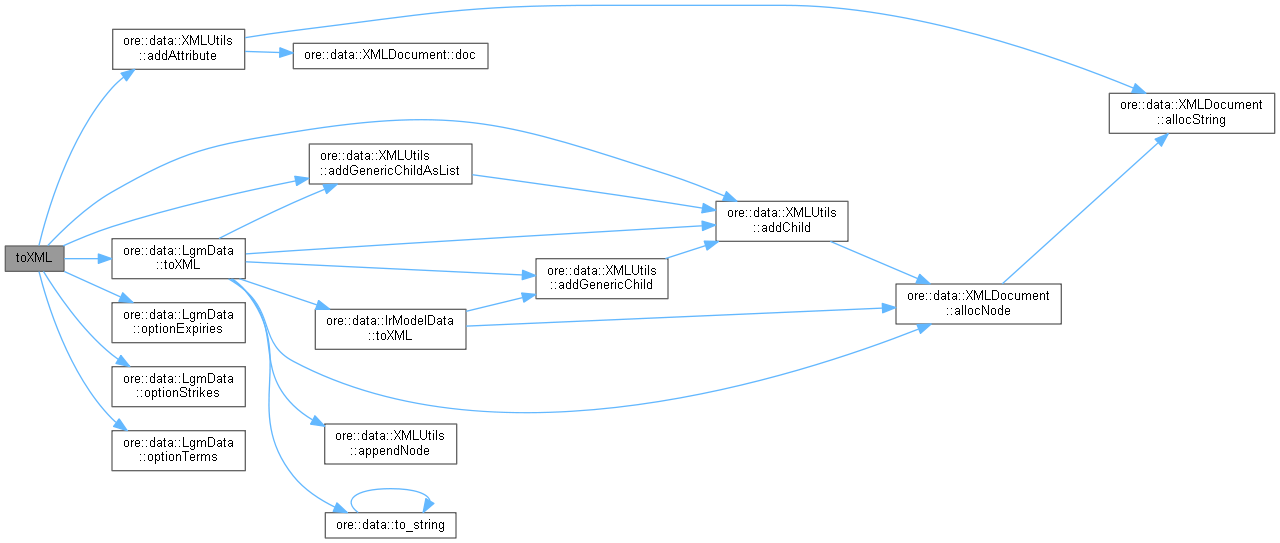 toXML
ore::data::XMLUtils
::addAttribute
ore::data::XMLDocument::doc
ore::data::XMLDocument
::allocString
ore::data::XMLUtils
::addGenericChildAsList
ore::data::XMLUtils
::addChild
ore::data::LgmData
::toXML
ore::data::XMLUtils
::addGenericChild
ore::data::XMLDocument
::allocNode
ore::data::LgmData
::optionExpiries
ore::data::IrModelData
::toXML
ore::data::LgmData
::optionStrikes
ore::data::LgmData
::optionTerms
ore::data::XMLUtils
::appendNode
ore::data::to_string